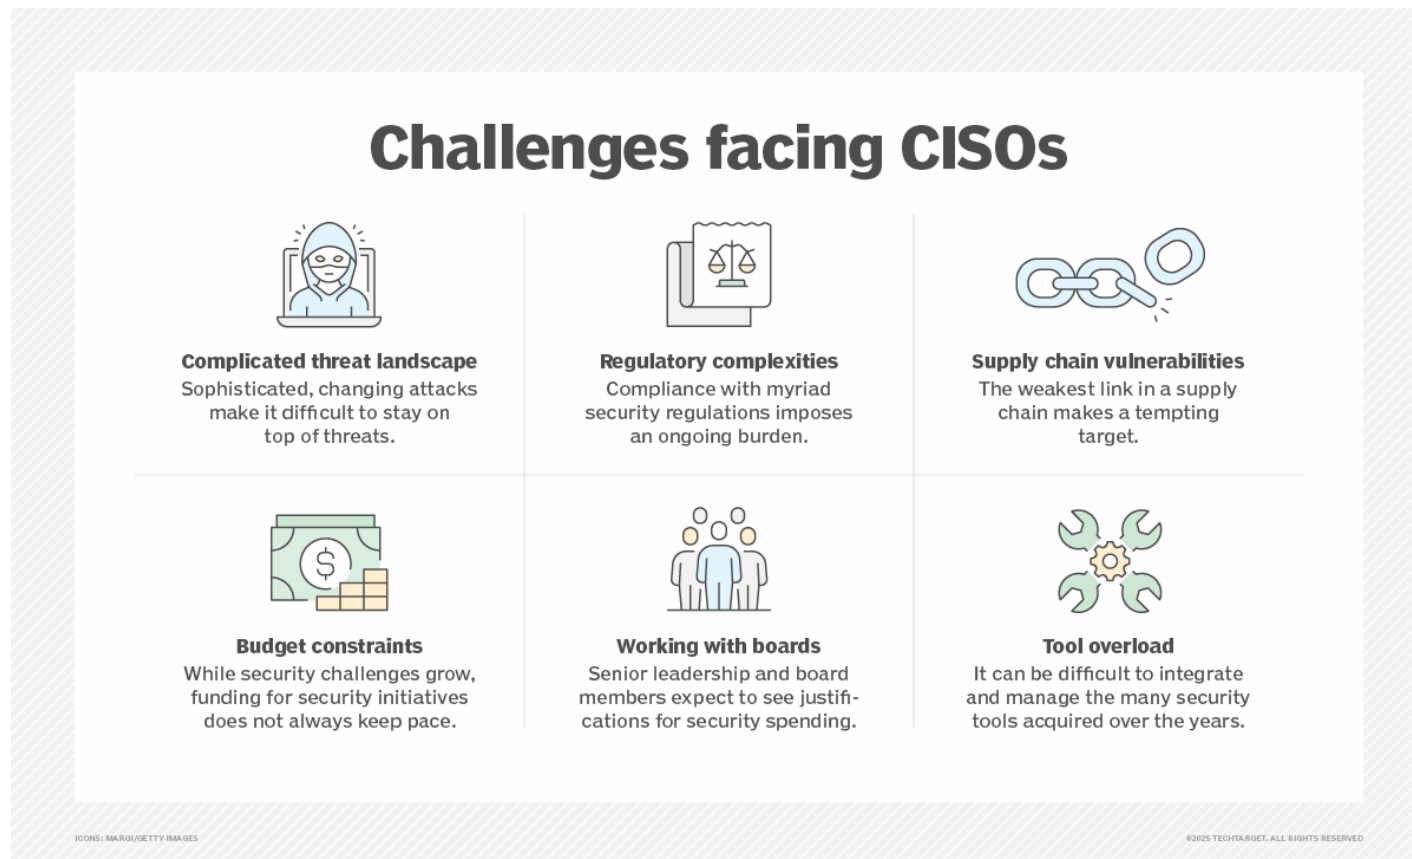 Challenges facing CISOs
Complicated threat landscape
Sophisticated, changing attacks
make it difficult to stay on
top of threats.
Regulatory complexities
Compliance with myriad
security regulations imposes
an ongoing burden.
Supply chain vulnerabilities
The weakest link in a supply
chain makes a tempting
target.
$
Budget constraints
While security challenges grow,
funding for security initiatives
does not always keep pace.
Working with boards
Senior leadership and board
members expect to see justifi-
cations for security spending.
Tool overload
It can be difficult to integrate
and manage the many security
tools acquired over the years.
ICONS: MARGI/GETTY IMAGES
©2025 TECHTARGET. ALL RIGHTS RESERVED